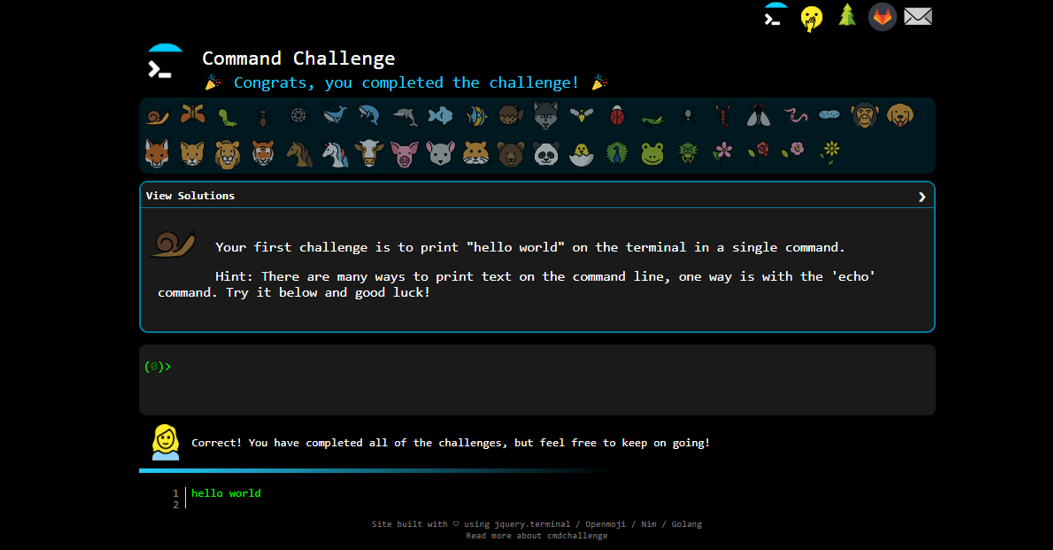 Command Challenge
🎉 Congrats, you completed the challenge! 🎉
View Solutions
Your first challenge is to print "hello world" on the terminal in a single command.
Hint: There are many ways to print text on the command line, one way is with the 'echo'
command. Try it below and good luck!
(0)>
Correct! You have completed all of the challenges, but feel free to keep on going!
1 hello world
2
Site built with ♡ using jquery.terminal / Openmoji / Nim / Golang
Read more about cmdchallenge